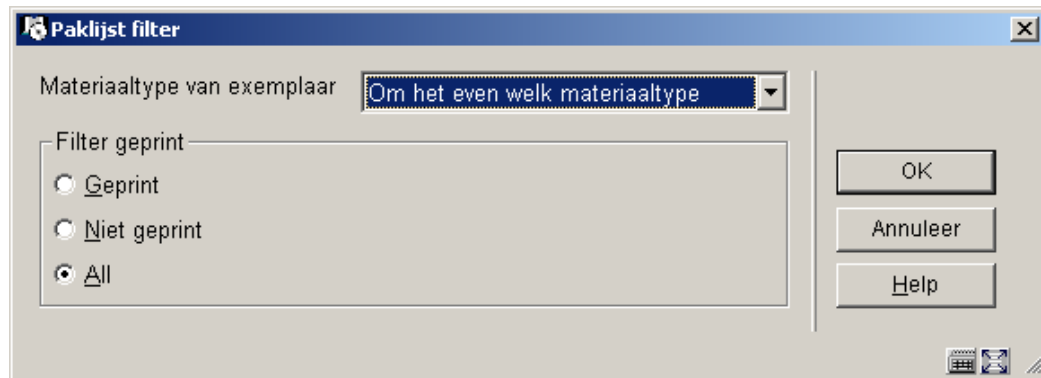 Paklijst filter
Materiaaltype van exemplaar
Om het even welk materiaaltype
Filter geprint
Geprint
Niet geprint
All
OK
Annuleer
Help